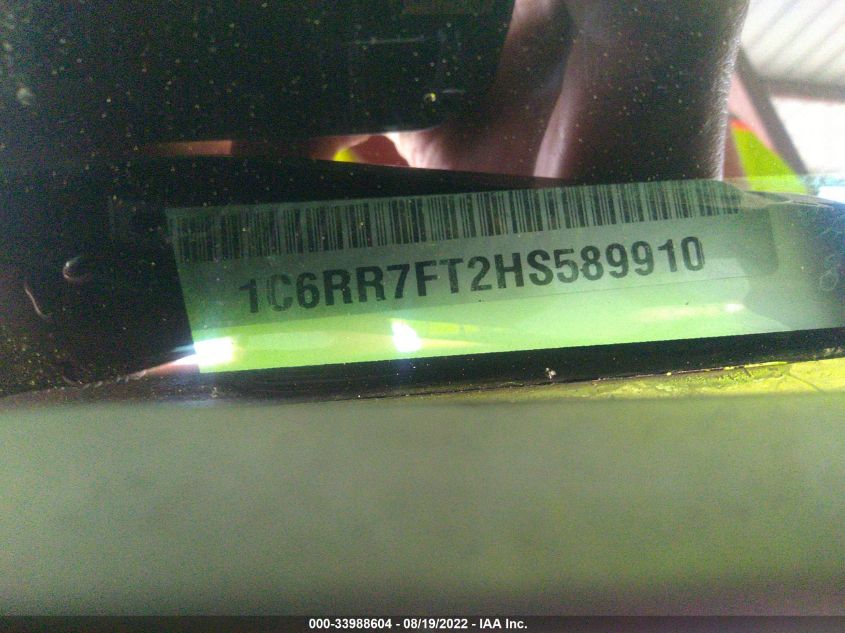 1C6RR7FT2HS589910
000-33988604 - 08/19/2022 - IAA Inc.